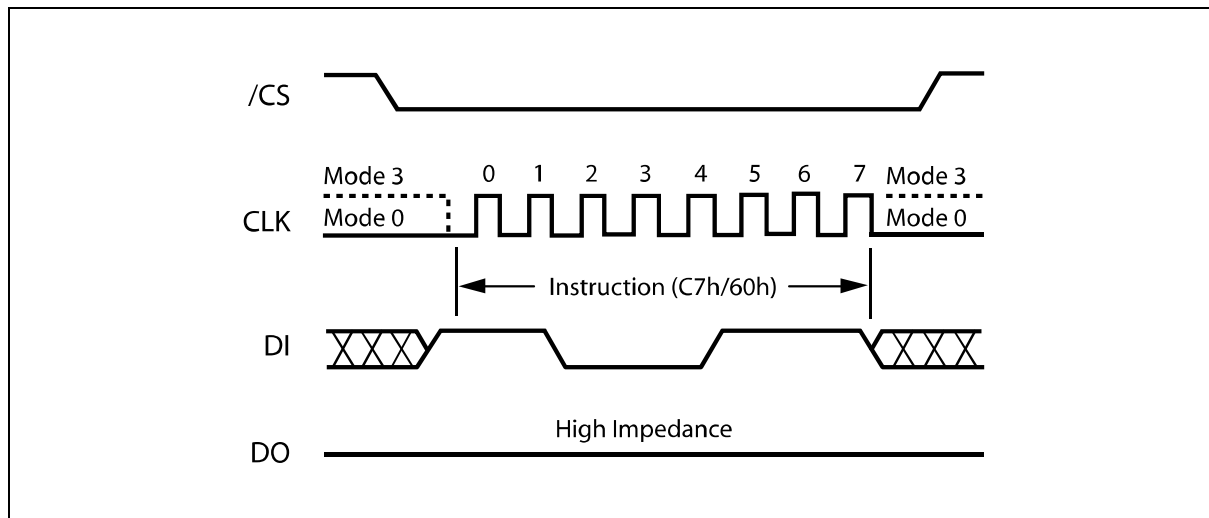 /CS
Mode 3 0 1 2 3 4 5 6 7 Mode 3
CLK Mode 0 Mode 0
Instruction (C7h/60h)
DI
High Impedance
DO